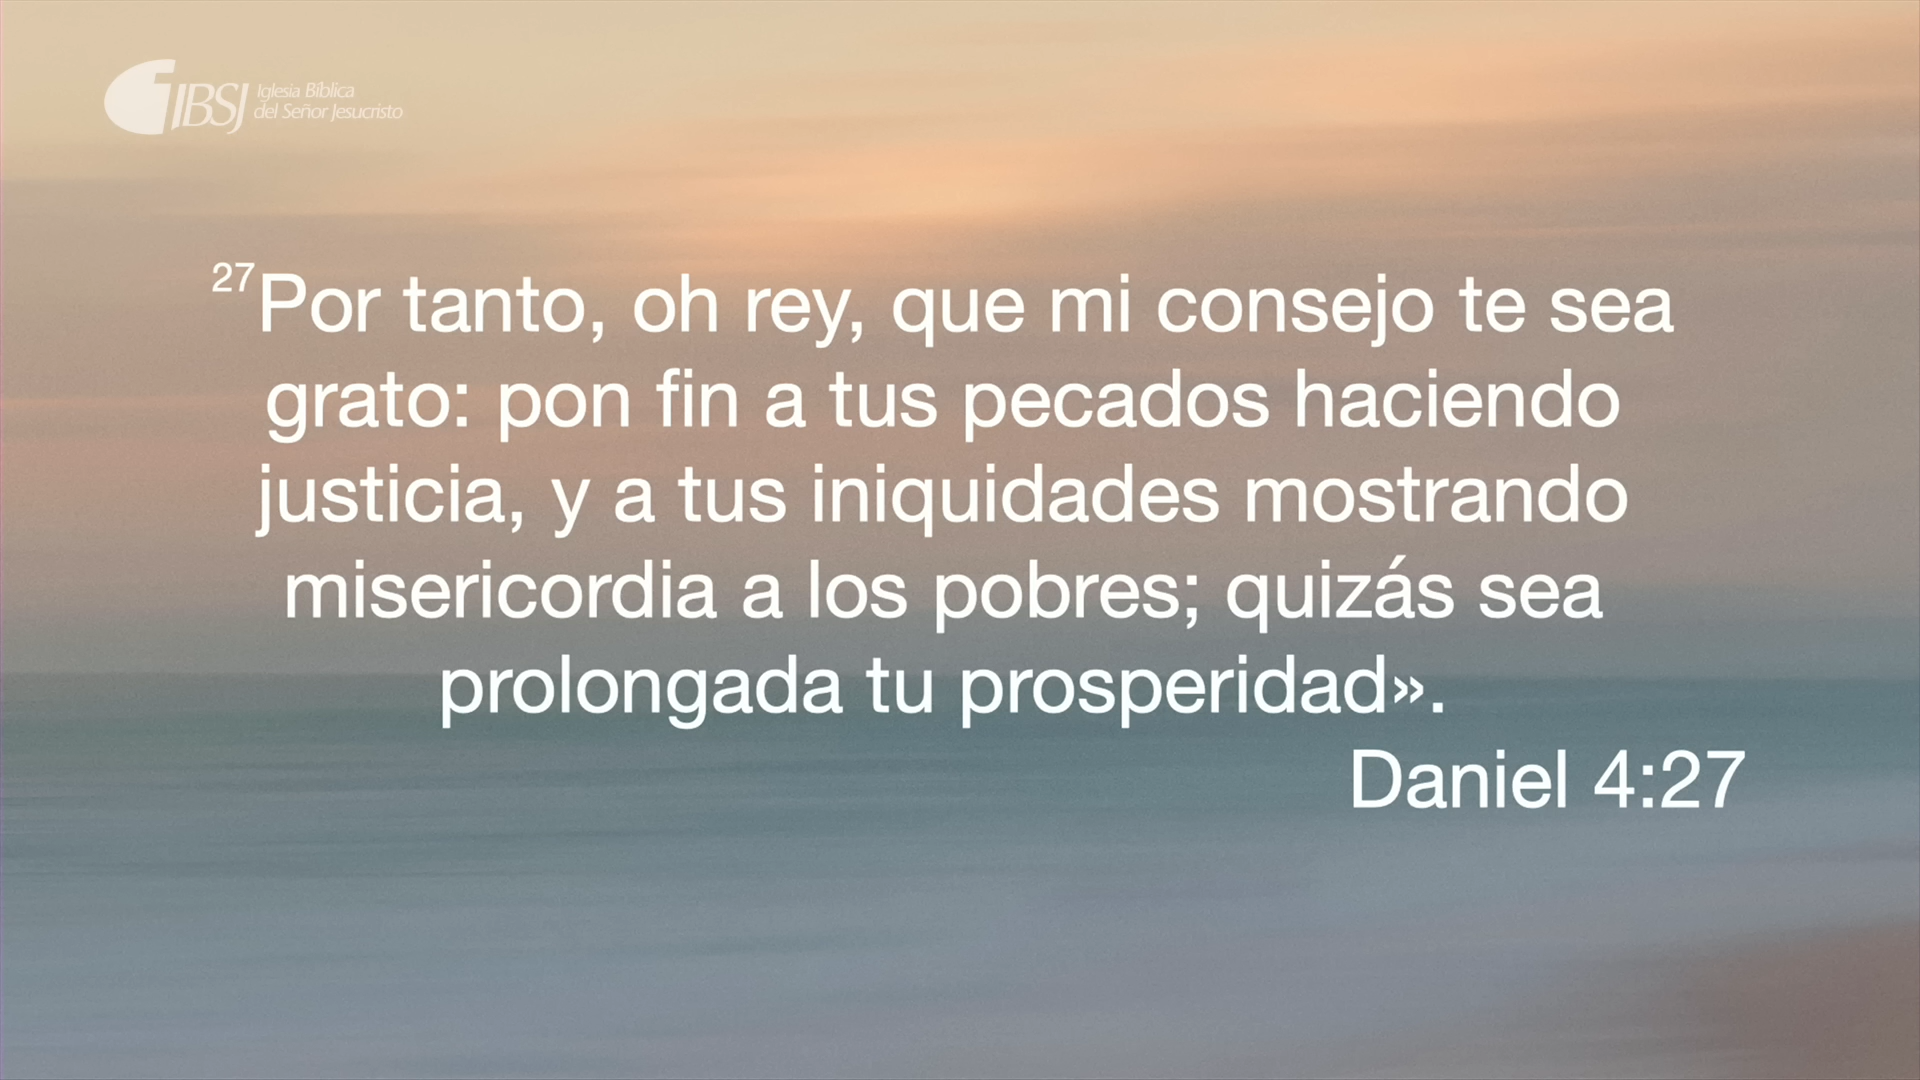 IBSJ
Iglesia Bíblica
del Señor Jesucristo
27Por tanto, oh rey, que mi consejo te sea
grato: pon fin a tus pecados haciendo
justicia, y a tus iniquidades mostrando
misericordia a los pobres; quizás sea
prolongada tu prosperidad».
Daniel 4:27